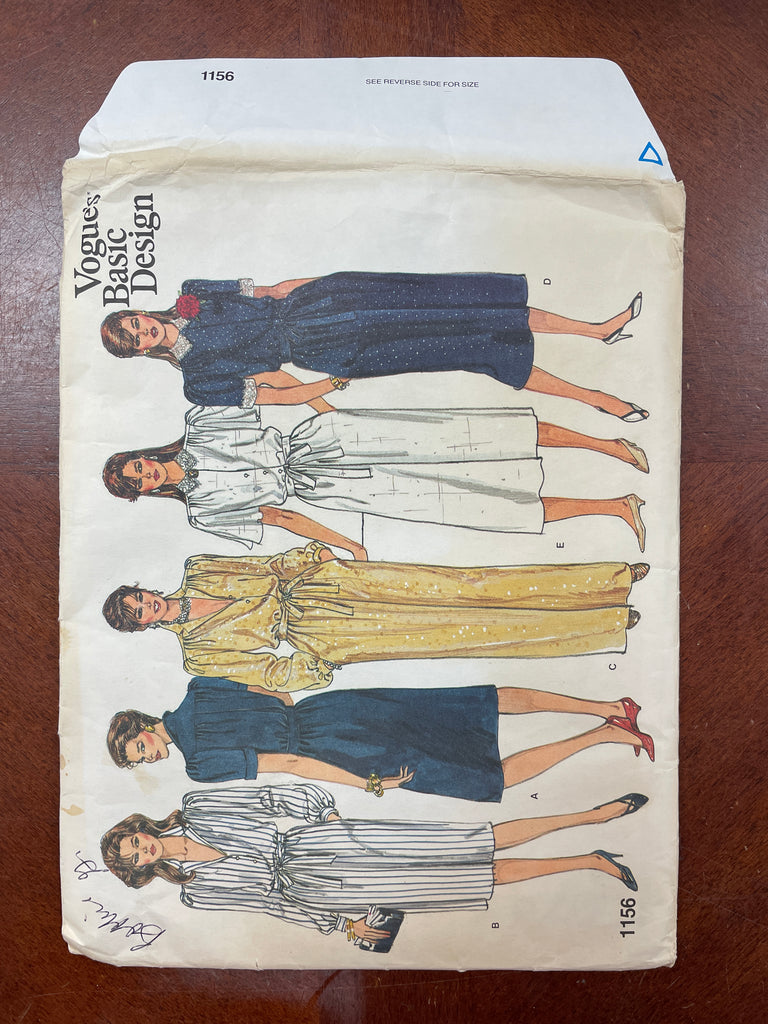 1156
SEE REVERSE SIDE FOR SIZE
Vogue's
Basic
Design
D
E
C
A
B
1156